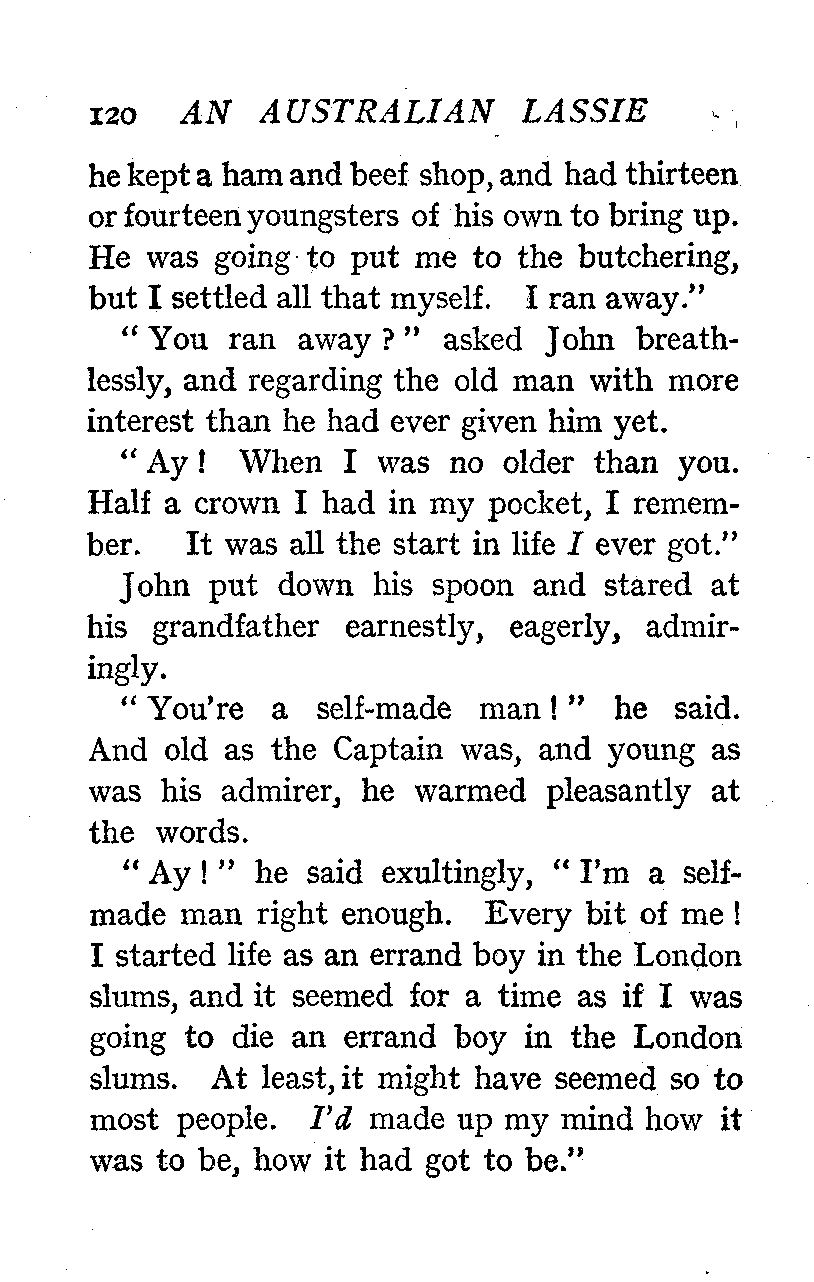 120 AN AUSTRALIAN LASSIE
he kept a ham and beef shop, and had thirteen
or fourteen youngsters of his own to bring up.
He was going to put me to the butchering,
but I settled all that myself. I ran away."
" You ran away ? " asked John breath-
lessly, and regarding the old man with more
interest than he had ever given him yet.
" Ay ! When I was no older than you.
Half a crown I had in my pocket, I remem-
ber. It was all the start in life I ever got."
John put down his spoon and stared at
his grandfather earnestly, eagerly, admir-
ingly.
" You're a self-made man ! " he said.
And old as the Captain was, and young as
was his admirer, he warmed pleasantly at
the words.
" Ay ! " he said exultingly, " I'm a self-
made man right enough. Every bit of me !
I started life as an errand boy in the London
slums, and it seemed for a time as if I was
going to die an errand boy in the London
slums. At least, it might have seemed so to
most people. I'd made up my mind how it
was to be, how it had got to be."